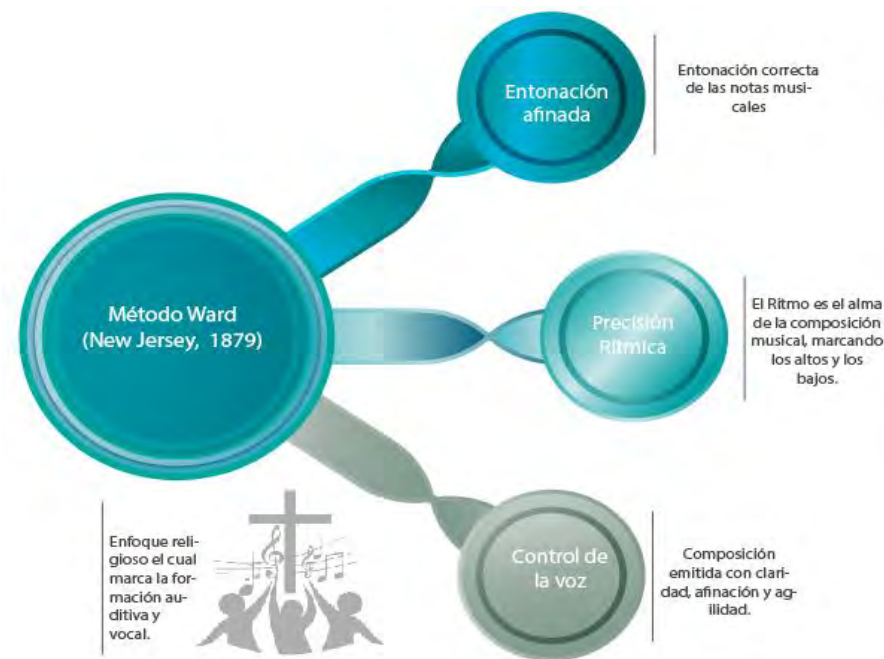 Entonación
afinada
Entonación correcta
de las notas musi-
cales
Método Ward
(New Jersey, 1879)
Precisión
Rítmica
El Ritmo es el alma
de la composición
musical, marcando
los altos y los
bajos.
Enfoque reli-
gioso el cual
marca la for-
mación au-
ditiva y
vocal.
Control de
la voz
Composición
emitida con clari-
dad, afinación y ag-
ilidad.